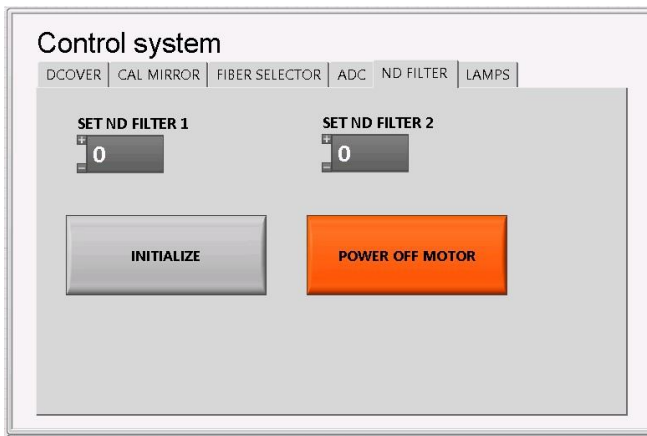 Control system
DCOVER CAL MIRROR FIBER SELECTOR ADC ND FILTER LAMPS
SET ND FILTER 1 SET ND FILTER 2
+ +
0 0
- -
INITIALIZE POWER OFF MOTOR